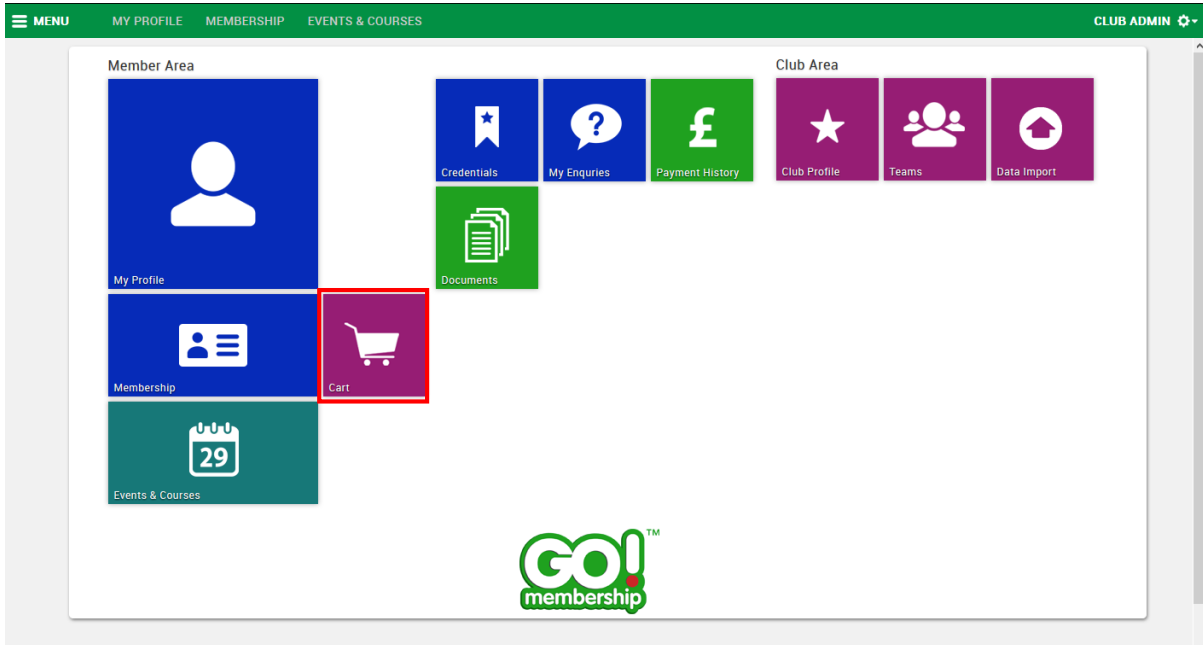 MENU
MY PROFILE
MEMBERSHIP
EVENTS & COURSES
CLUB ADMIN
Member Area
My Profile
Membership
Cart
29
Events & Courses
Credentials
?
My Enquries
£
Payment History
Documents
Club Area
Club Profile
Teams
Data Import
GO! TM
membership